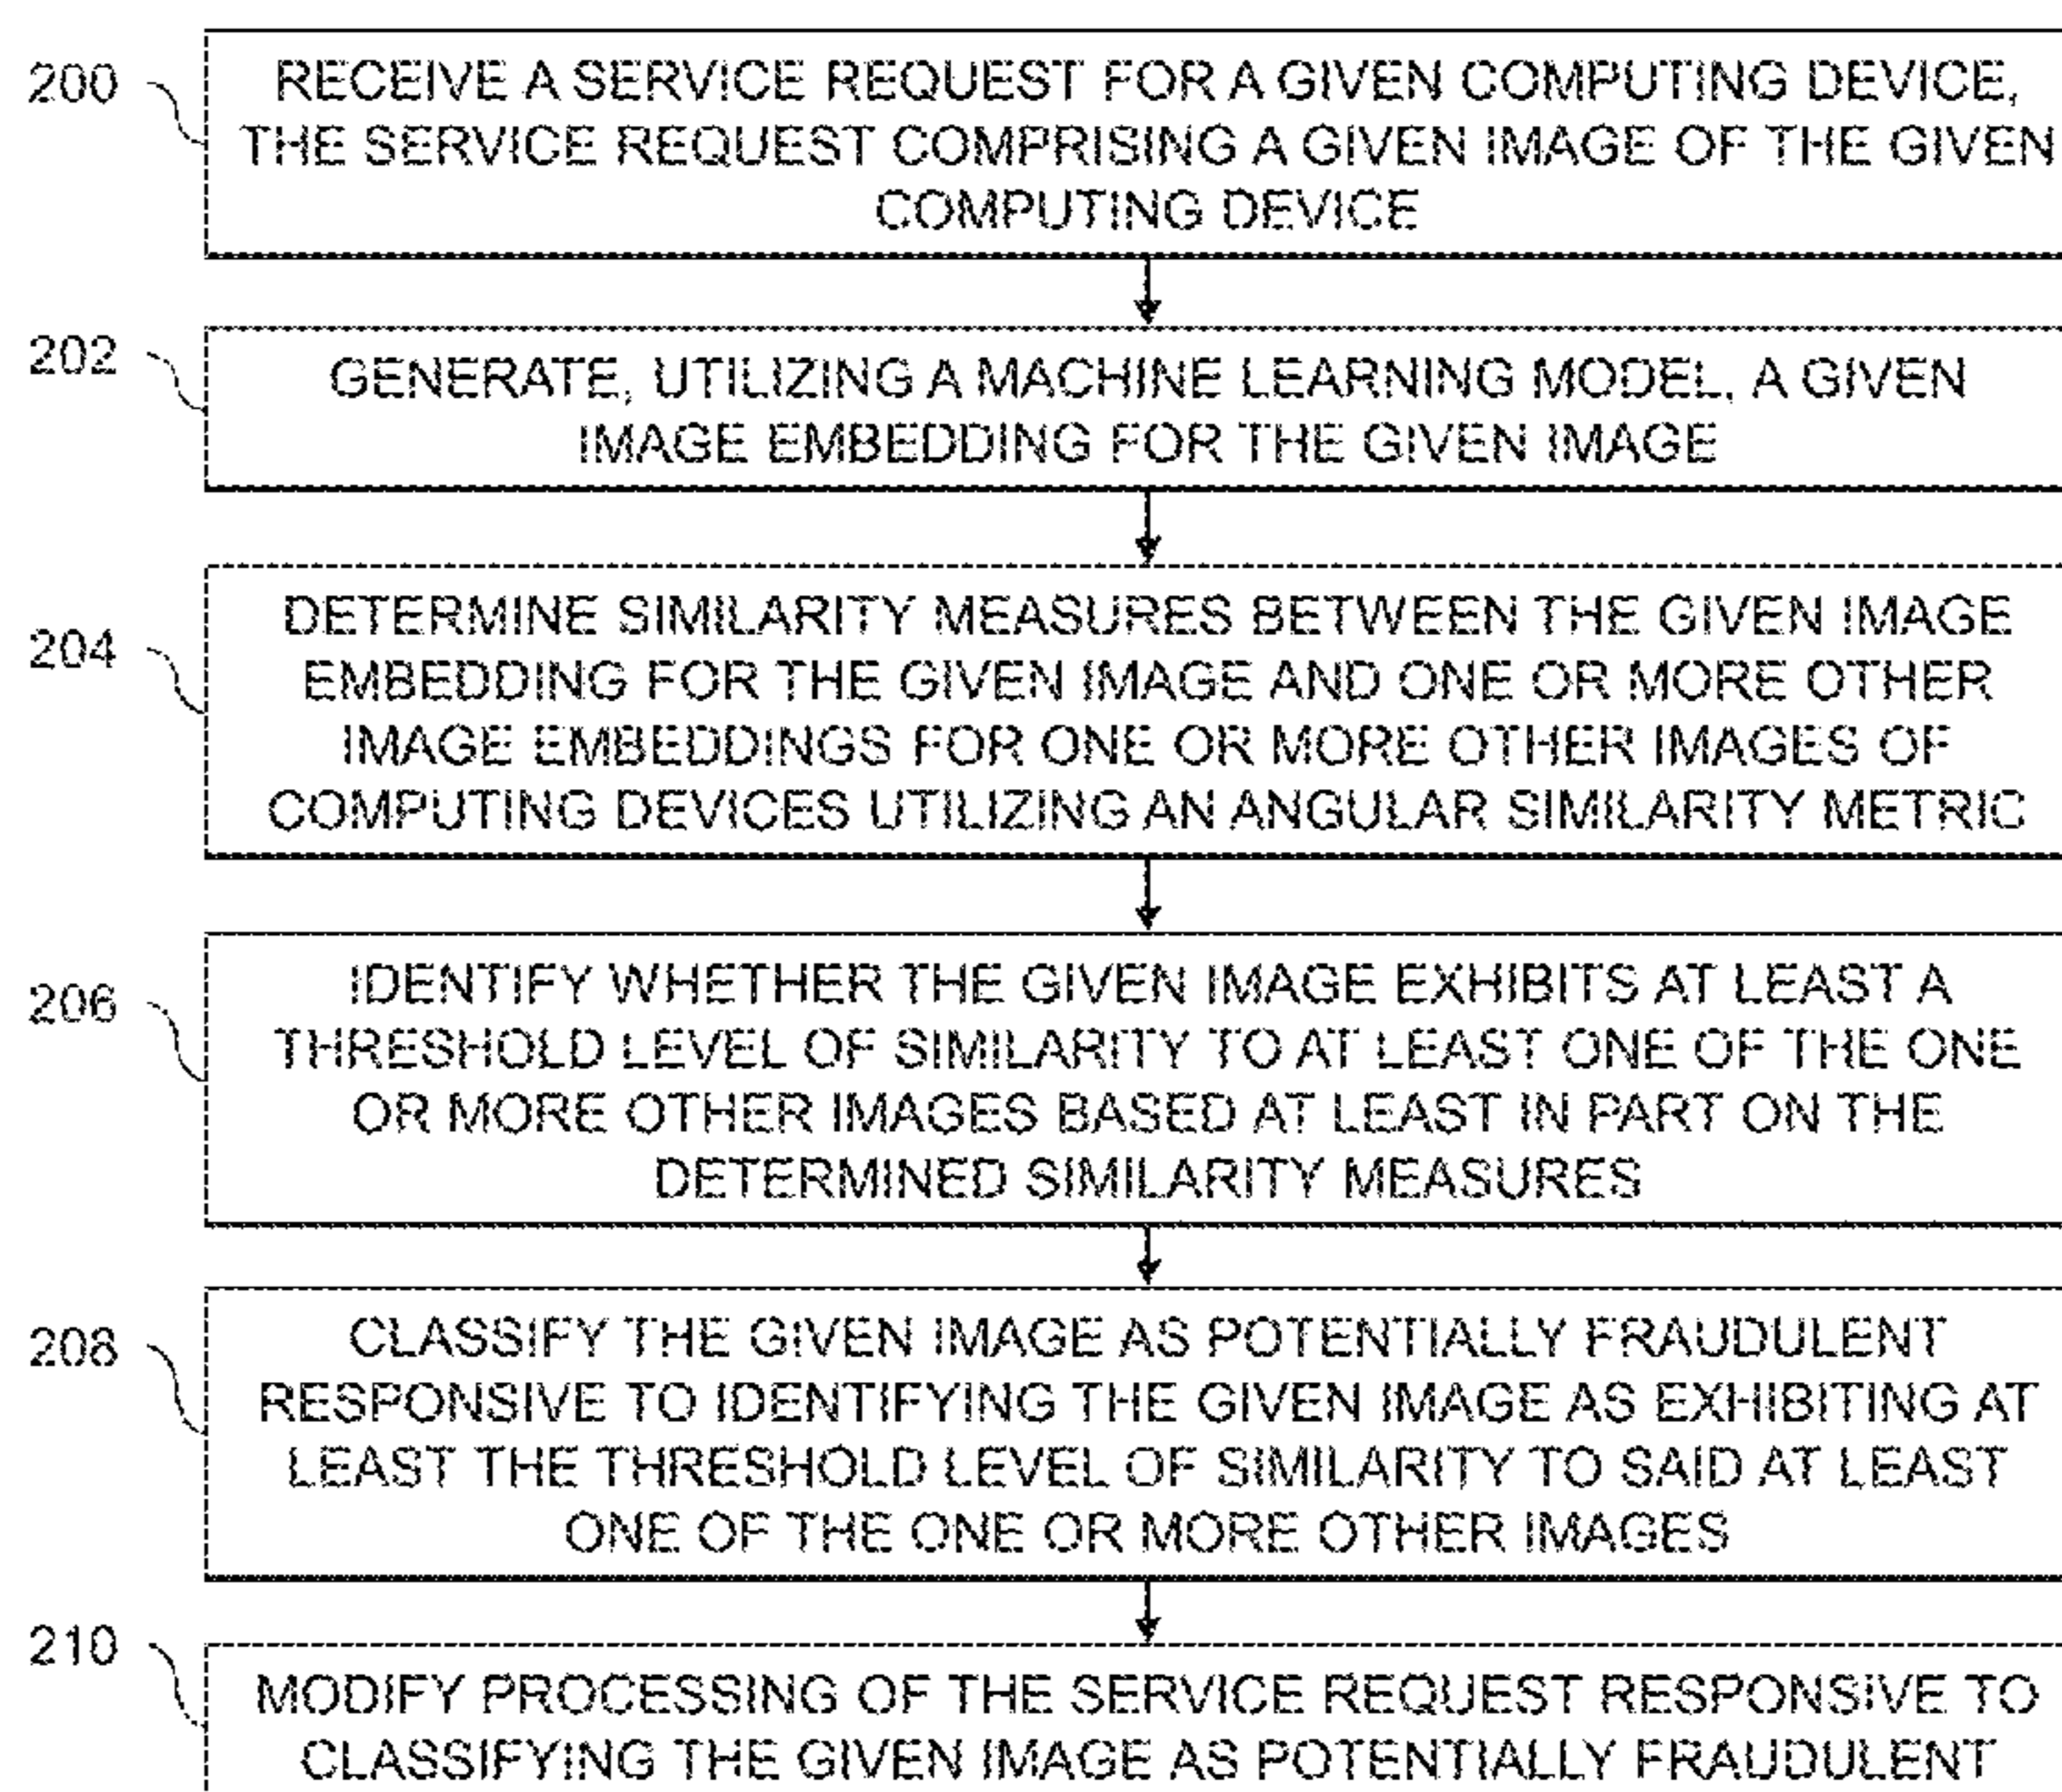 200
RECEIVE A SERVICE REQUEST FOR A GIVEN COMPUTING DEVICE,
THE SERVICE REQUEST COMPRISING A GIVEN IMAGE OF THE GIVEN
COMPUTING DEVICE
202
GENERATE, UTILIZING A MACHINE LEARNING MODEL, A GIVEN
IMAGE EMBEDDING FOR THE GIVEN IMAGE
204
DETERMINE SIMILARITY MEASURES BETWEEN THE GIVEN IMAGE
EMBEDDING FOR THE GIVEN IMAGE AND ONE OR MORE OTHER
IMAGE EMBEDDINGS FOR ONE OR MORE OTHER IMAGES OF
COMPUTING DEVICES UTILIZING AN ANGULAR SIMILARITY METRIC
206
IDENTIFY WHETHER THE GIVEN IMAGE EXHIBITS AT LEAST A
THRESHOLD LEVEL OF SIMILARITY TO AT LEAST ONE OF THE ONE
OR MORE OTHER IMAGES BASED AT LEAST IN PART ON THE
DETERMINED SIMILARITY MEASURES
208
CLASSIFY THE GIVEN IMAGE AS POTENTIALLY FRAUDULENT
RESPONSIVE TO IDENTIFYING THE GIVEN IMAGE AS EXHIBITING AT
LEAST THE THRESHOLD LEVEL OF SIMILARITY TO SAID AT LEAST
ONE OF THE ONE OR MORE OTHER IMAGES
210
MODIFY PROCESSING OF THE SERVICE REQUEST RESPONSIVE TO
CLASSIFYING THE GIVEN IMAGE AS POTENTIALLY FRAUDULENT